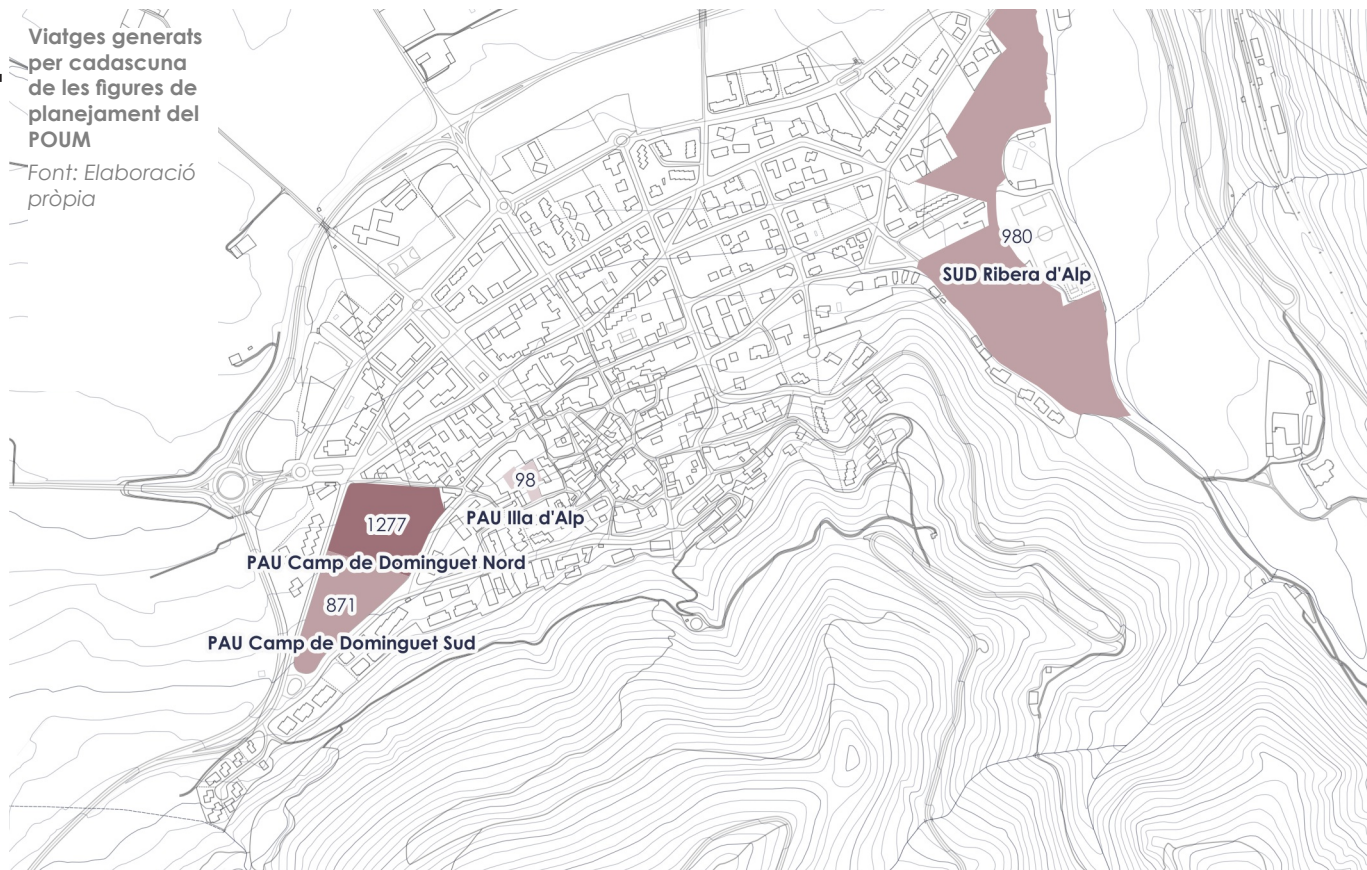 Viatges generats
per cadascuna
de les figures de
planejament del
POUM
Font: Elaboració
pròpia
980
SUD Ribera d'Alp
98
PAU Illa d'Alp
1277
PAU Camp de Dominguet Nord
871
PAU Camp de Dominguet Sud